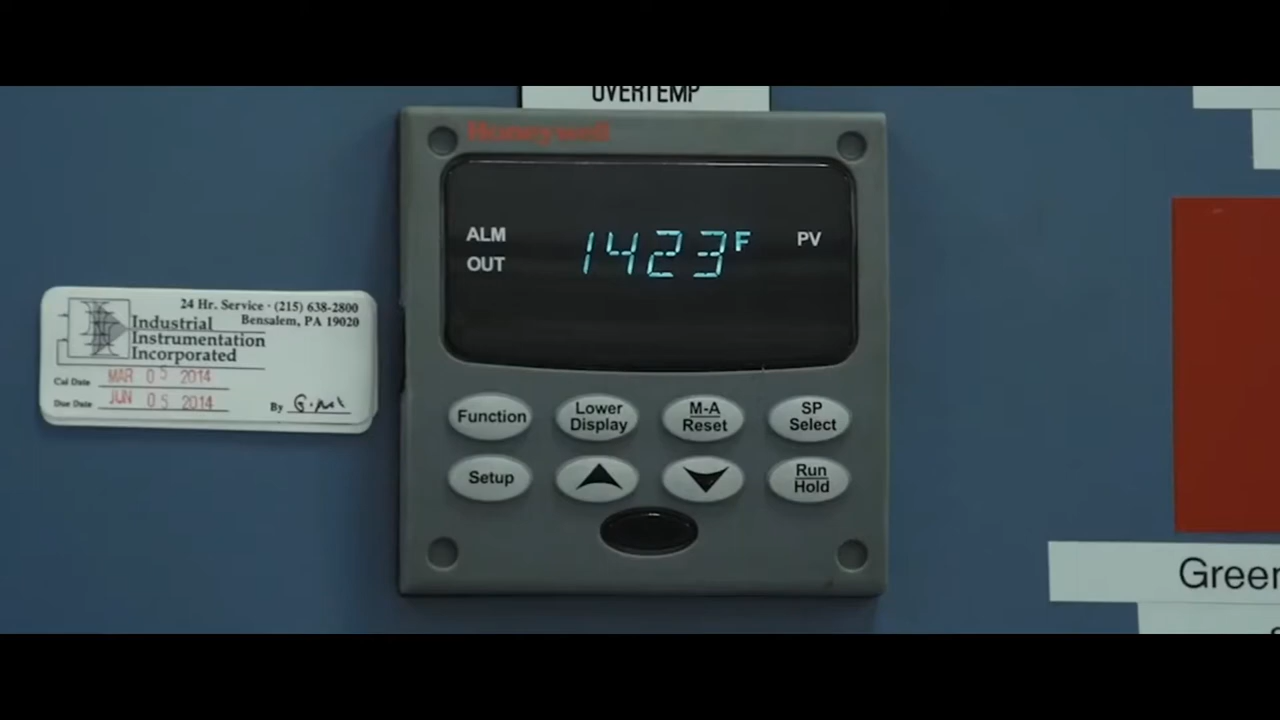 OVERTEMP
Honeywell
ALM
OUT
1423F
PV
24 Hr. Service · (215) 638-2800
Bensalem, PA 19020
Industrial
Instrumentation
Incorporated
Cal Date MAR 05 2014
Due Date JUN 05 2014
By
Function
Lower
Display
M-A
Reset
SP
Select
Setup
Run
Hold
Green